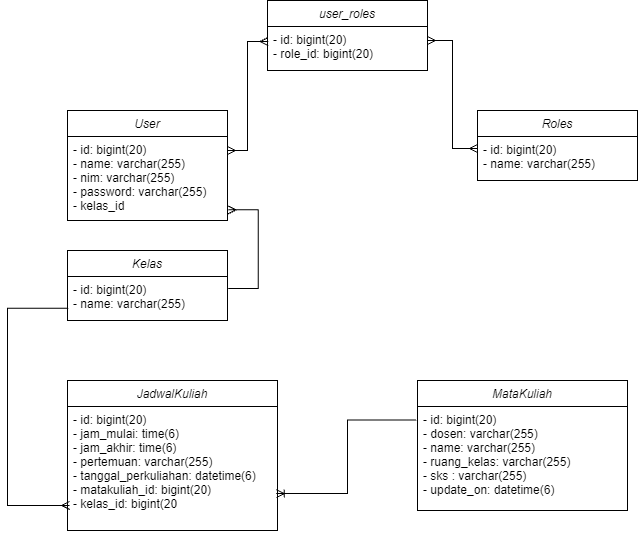 user_roles
- id: bigint(20)
- role_id: bigint(20)
User
- id: bigint(20)
- name: varchar(255)
- nim: varchar(255)
- password: varchar(255)
- kelas_id
Roles
- id: bigint(20)
- name: varchar(255)
Kelas
- id: bigint(20)
- name: varchar(255)
JadwalKuliah
- id: bigint(20)
- jam_mulai: time(6)
- jam_akhir: time(6)
- pertemuan: varchar(255)
- tanggal_perkuliahan: datetime(6)
- matakuliah_id: bigint(20)
- kelas_id: bigint(20
MataKuliah
- id: bigint(20)
- dosen: varchar(255)
- name: varchar(255)
- ruang_kelas: varchar(255)
- sks : varchar(255)
- update_on: datetime(6)